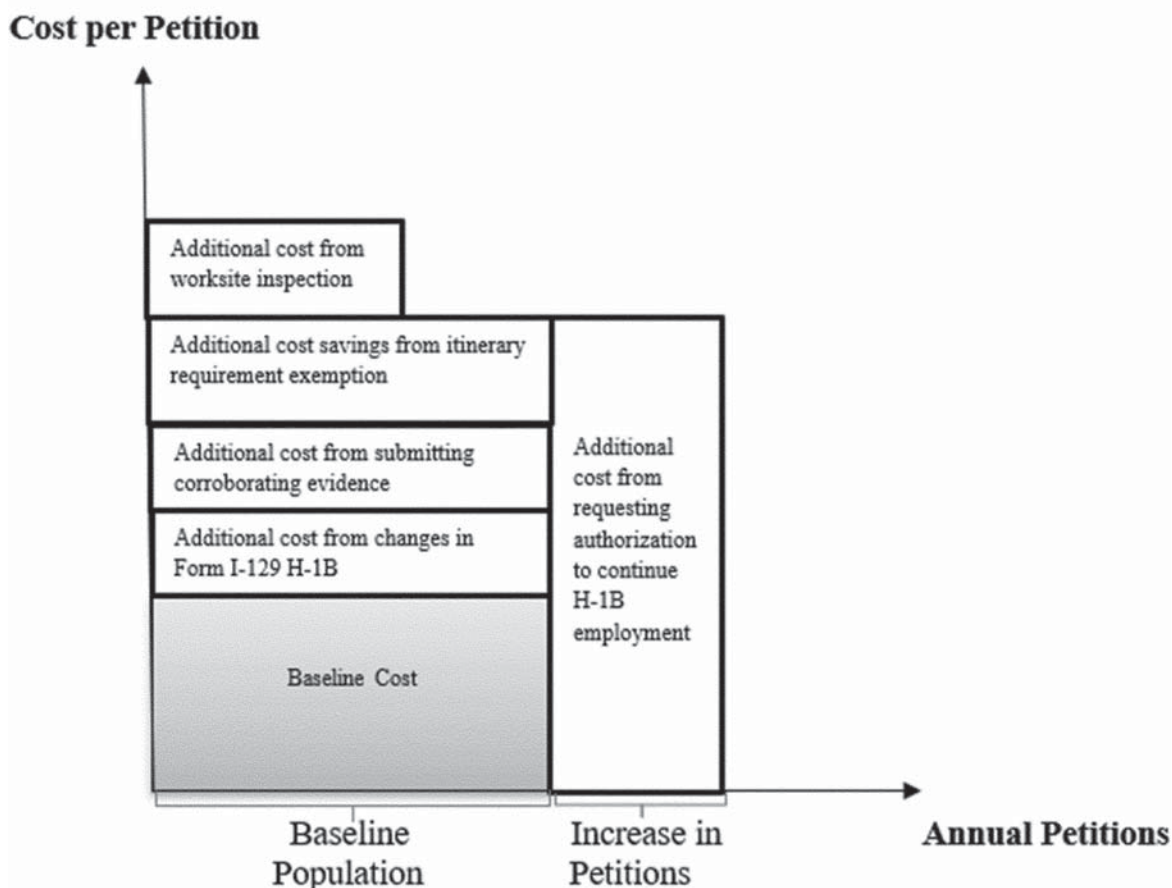 Cost per Petition
Additional cost from
worksite inspection
Additional cost savings from itinerary
requirement exemption
Additional cost from submitting
corroborating evidence
Additional cost from changes in
Form I-129 H-1B
Baseline Cost
Additional
cost from
requesting
authorization
to continue
H-1B
employment
Baseline
Population
Increase in
Petitions
Annual Petitions